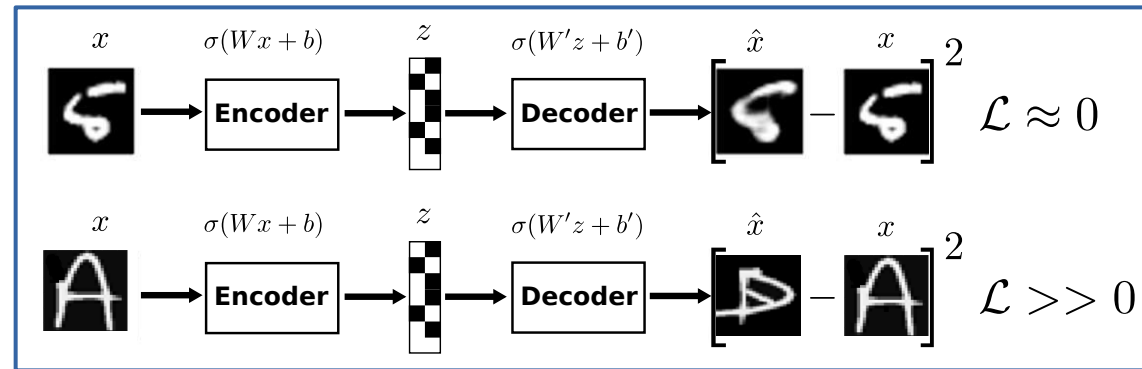 x σ(Wx + b) z σ(W′z + b′) x̂ x
Encoder Decoder [ − ]² ℒ ≈ 0
x σ(Wx + b) z σ(W′z + b′) x̂ x
A Encoder Decoder [ − A ]² ℒ >> 0